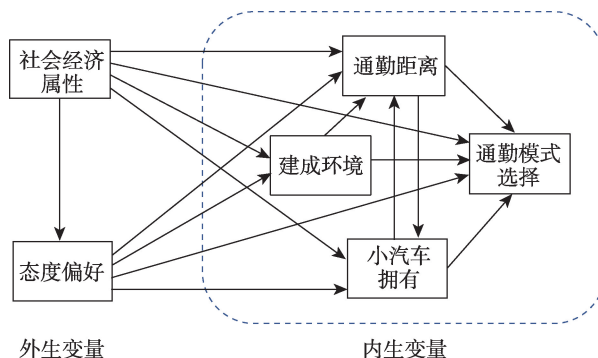 社会经济
属性
通勤距离
建成环境
通勤模式
选择
态度偏好
小汽车
拥有
外生变量
内生变量